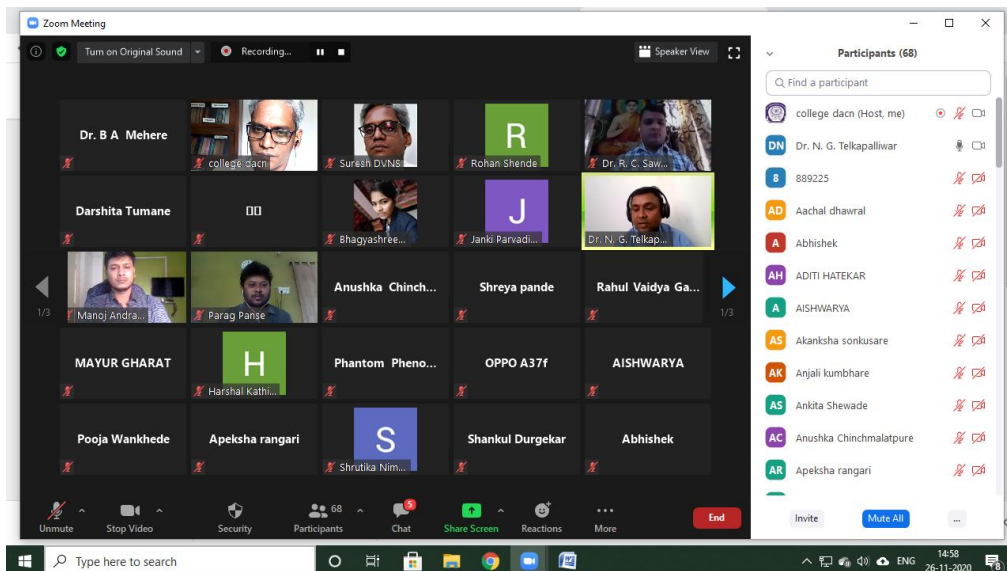 Zoom Meeting
Turn on Original Sound
Recording...
Speaker View
Participants (68)
Find a participant
Dr. B A Mehere
college dacn
Suresh DVNS
R
Rohan Shende
Dr. R. C. Saw...
Darshita Tumane
Bhagyashree...
J
Janki Parvadi...
Dr. N. G. Telkap...
1/3
Manoj Andra...
Parag Panse
Anushka Chinch...
Shreya pande
Rahul Vaidya Ga...
1/3
MAYUR GHARAT
H
Harshal Kathi...
Phantom Pheno...
OPPO A37f
AISHWARYA
Pooja Wankhede
Apeksha rangari
S
Shrutika Nim...
Shankul Durgekar
Abhishek
college dacn (Host, me)
DN Dr. N. G. Telkapalliwar
8 889225
AD Aachal dhawral
A Abhishek
AH ADITI HATEKAR
A AISHWARYA
AS Akanksha sonkusare
AK Anjali kumbhare
AS Ankita Shewade
AC Anushka Chinchmalatpure
AR Apeksha rangari
Unmute
Stop Video
Security
68
Participants
5
Chat
Share Screen
Reactions
More
End
Invite
Mute All
...
Type here to search
ENG
14:58
26-11-2020